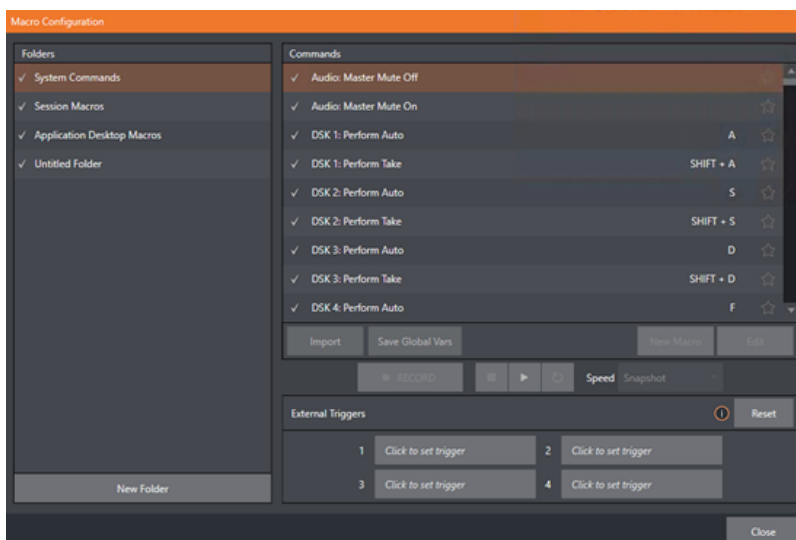 Macro Configuration
Folders
System Commands
Session Macros
Application Desktop Macros
Untitled Folder
New Folder
Commands
Audio: Master Mute Off
Audio: Master Mute On
DSK 1: Perform Auto A
DSK 1: Perform Take SHIFT + A
DSK 2: Perform Auto S
DSK 2: Perform Take SHIFT + S
DSK 3: Perform Auto D
DSK 3: Perform Take SHIFT + D
DSK 4: Perform Auto F
Import Save Global Vars New Macro Edit
RECORD Speed Snapshot
External Triggers Reset
1 Click to set trigger 2 Click to set trigger
3 Click to set trigger 4 Click to set trigger
Close